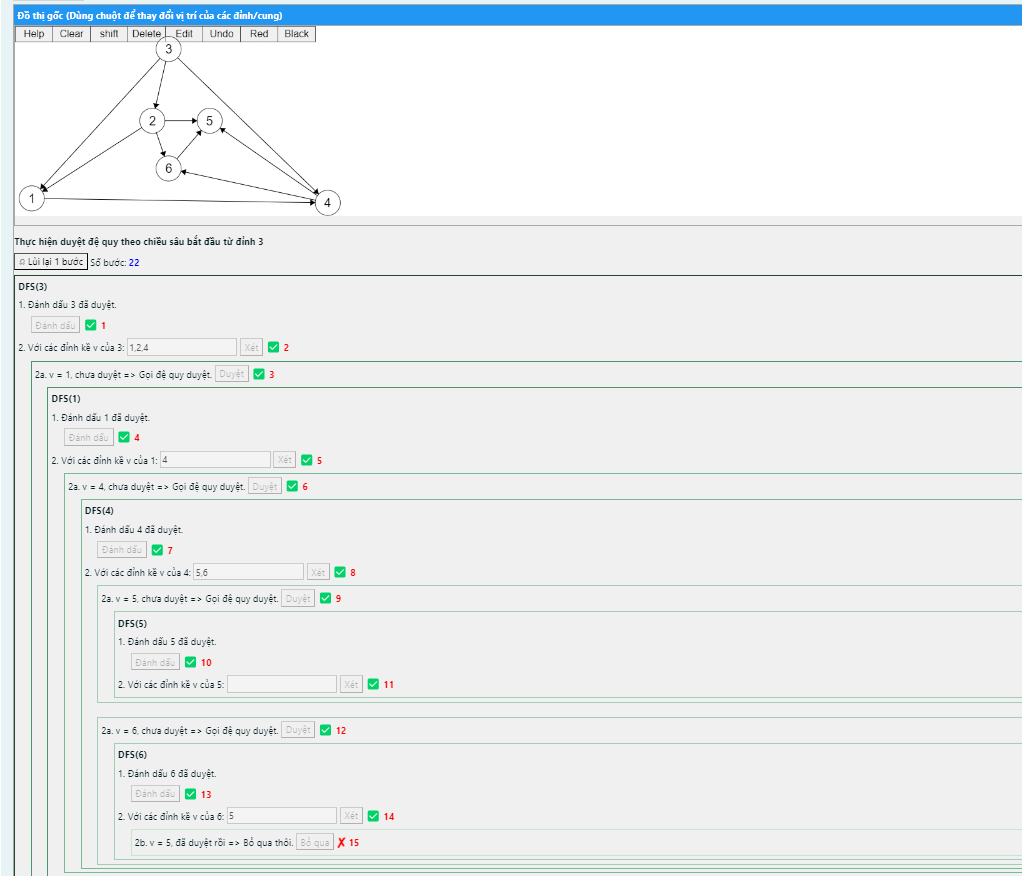 Đồ thị gốc (Dùng chuột để thay đổi vị trí của các đỉnh/cung)
Help Clear shift Delete Edit Undo Red Black
3
2 5
6
1
4
Thực hiện duyệt đệ quy theo chiều sâu bắt đầu từ đỉnh 3
Lùi lại 1 bước Số bước: 22
DFS(3)
1. Đánh dấu 3 đã duyệt.
Đánh dấu 1
2. Với các đỉnh kề v của 3: 1,2,4 Xét 2
2a. v = 1, chưa duyệt => Gọi đệ quy duyệt. Duyệt 3
DFS(1)
1. Đánh dấu 1 đã duyệt.
Đánh dấu 4
2. Với các đỉnh kề v của 1: 4 Xét 5
2a. v = 4, chưa duyệt => Gọi đệ quy duyệt. Duyệt 6
DFS(4)
1. Đánh dấu 4 đã duyệt.
Đánh dấu 7
2. Với các đỉnh kề v của 4: 5,6 Xét 8
2a. v = 5, chưa duyệt => Gọi đệ quy duyệt. Duyệt 9
DFS(5)
1. Đánh dấu 5 đã duyệt.
Đánh dấu 10
2. Với các đỉnh kề v của 5: Xét 11
2a. v = 6, chưa duyệt => Gọi đệ quy duyệt. Duyệt 12
DFS(6)
1. Đánh dấu 6 đã duyệt.
Đánh dấu 13
2. Với các đỉnh kề v của 6: 5 Xét 14
2b. v = 5, đã duyệt rồi => Bỏ qua thôi. Bỏ qua ✗ 15